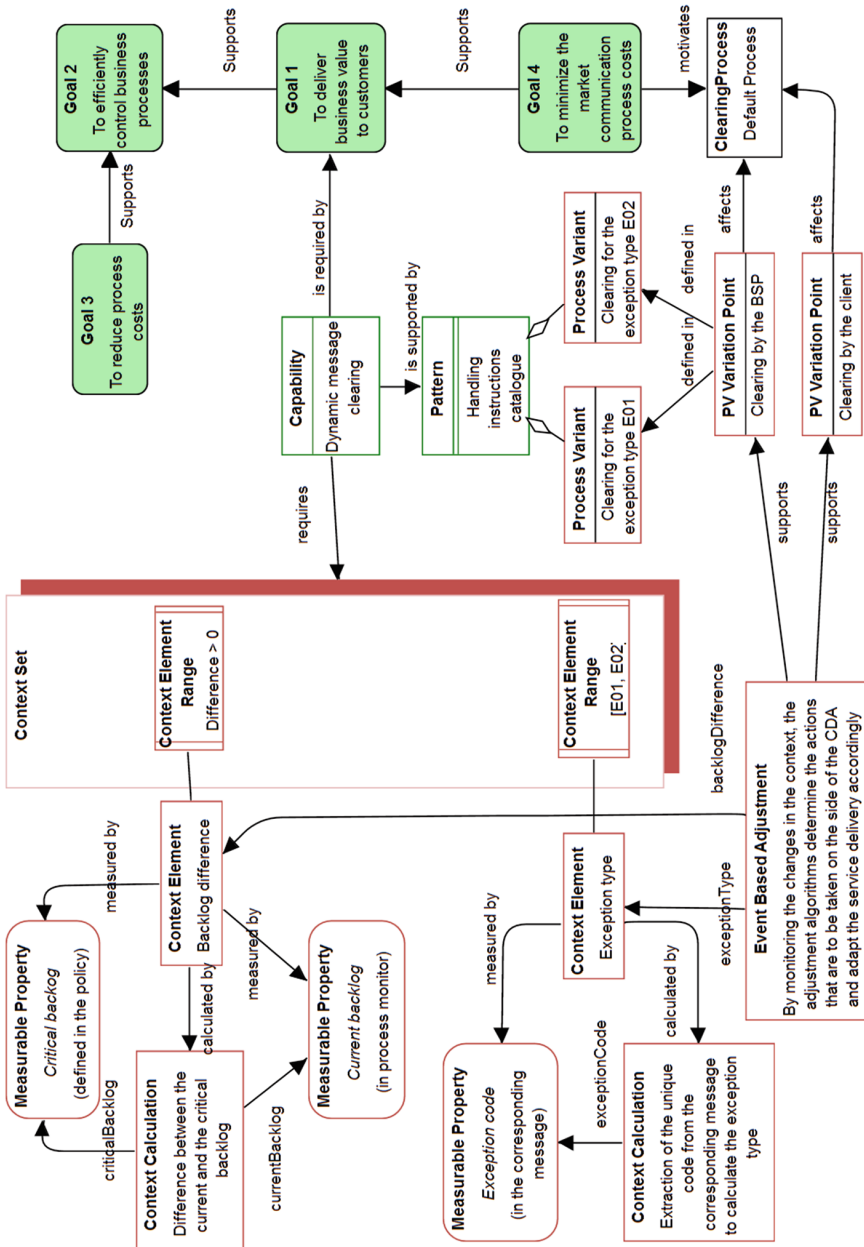 Goal 2
To efficiently
control business
processes
Supports
Goal 3
To reduce process
costs
Supports
Goal 1
To deliver
business value
to customers
Supports
Goal 4
To minimize the
market
communication
process costs
motivates
ClearingProcess
Default Process
is required by
Capability
Dynamic message
clearing
is supported by
requires
Pattern
Handling
instructions
catalogue
Process Variant
Clearing for the
exception type E01
Process Variant
Clearing for the
exception type E02
defined in
defined in
PV Variation Point
Clearing by the BSP
affects
PV Variation Point
Clearing by the client
affects
supports
supports
Context Set
Context Element
Range
Difference > 0
Context Element
Range
[E01, E02]
Measurable Property
Critical backog
(defined in the policy)
measured by
criticalBacklog
Context Element
Backlog difference
calculated by
measured by
Context Calculation
Difference between the
current and the critical
backlog
currentBacklog
Measurable Property
Current backlog
(in process monitor)
Measurable Property
Exception code
(in the corresponding
message)
measured by
Context Element
Exception type
exceptionCode
calculated by
Context Calculation
Extraction of the unique
code from the
corresponding message
to calculate the exception
type
exceptionType
backlogDifference
Event Based Adjustment
By monitoring the changes in the context, the
adjustment algorithms determine the actions
that are to be taken on the side of the CDA
and adapt the service delivery accordingly